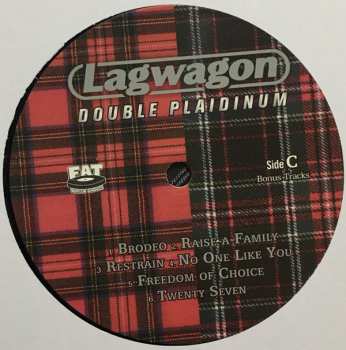 Lagwagon
DOUBLE PLAIDINUM
FAT
Side C
Bonus Tracks
1. Brodeo 2. Raise a Family
3. Restrain 4. No One Like You
5. Freedom of Choice
6. Twenty Seven